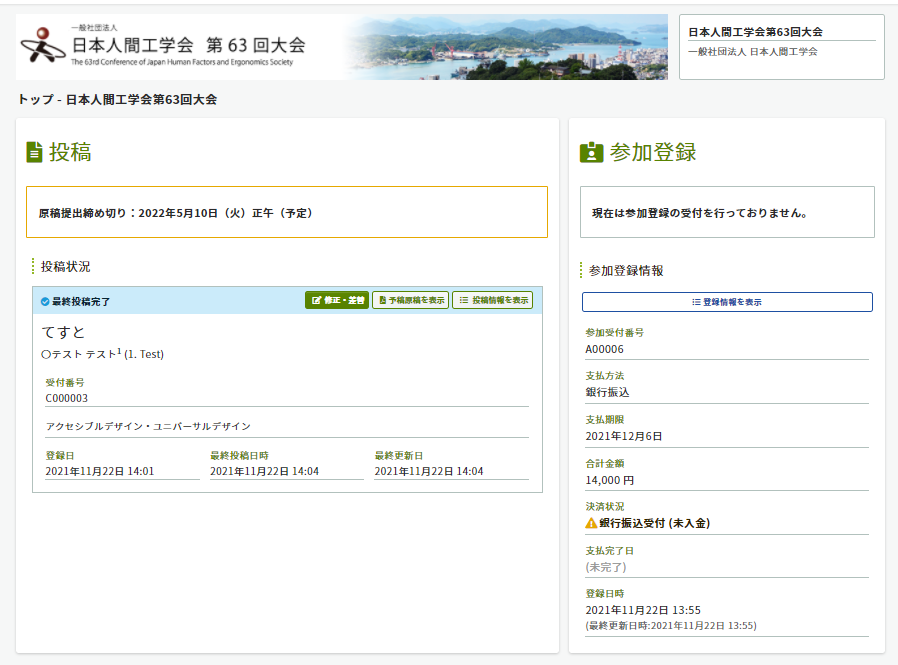 一般社団法人
日本人間工学会 第 63 回大会
The 63rd Conference of Japan Human Factors and Ergonomics Society
日本人間工学会第63回大会
一般社団法人 日本人間工学会
トップ - 日本人間工学会第63回大会
投稿
原稿提出締め切り：2022年5月10日（火）正午（予定）
投稿状況
最終投稿完了
修正・差替
予稿原稿を表示
投稿情報を表示
てすと
〇テスト テスト1 (1. Test)
受付番号
C000003
アクセシブルデザイン・ユニバーサルデザイン
登録日 最終投稿日時 最終更新日
2021年11月22日 14:01 2021年11月22日 14:04 2021年11月22日 14:04
参加登録
現在は参加登録の受付を行っておりません。
参加登録情報
登録情報を表示
参加受付番号
A00006
支払方法
銀行振込
支払期限
2021年12月6日
合計金額
14,000 円
決済状況
銀行振込受付 (未入金)
支払完了日
(未完了)
登録日時
2021年11月22日 13:55
(最終更新日時:2021年11月22日 13:55)